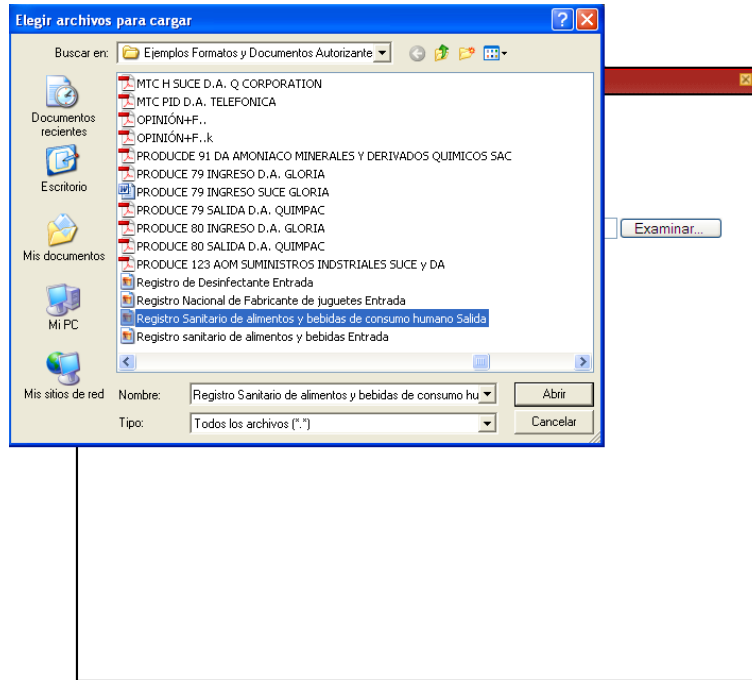 Elegir archivos para cargar
Buscar en:
Ejemplos Formatos y Documentos Autorizante
Documentos recientes
Escritorio
Mis documentos
Mi PC
Mis sitios de red
MTC H SUCE D.A. Q CORPORATION
MTC PID D.A. TELEFONICA
OPINIÓN+F..
OPINIÓN+F..k
PRODUCDE 91 DA AMONIACO MINERALES Y DERIVADOS QUIMICOS SAC
PRODUCE 79 INGRESO D.A. GLORIA
PRODUCE 79 INGRESO SUCE GLORIA
PRODUCE 79 SALIDA D.A. QUIMPAC
PRODUCE 80 INGRESO D.A. GLORIA
PRODUCE 80 SALIDA D.A. QUIMPAC
PRODUCE 123 AOM SUMINISTROS INDSTRIALES SUCE y DA
Registro de Desinfectante Entrada
Registro Nacional de Fabricante de juguetes Entrada
Registro Sanitario de alimentos y bebidas de consumo humano Salida
Registro sanitario de alimentos y bebidas Entrada
Nombre:
Registro Sanitario de alimentos y bebidas de consumo hu
Abrir
Tipo:
Todos los archivos (*.*)
Cancelar
Examinar...